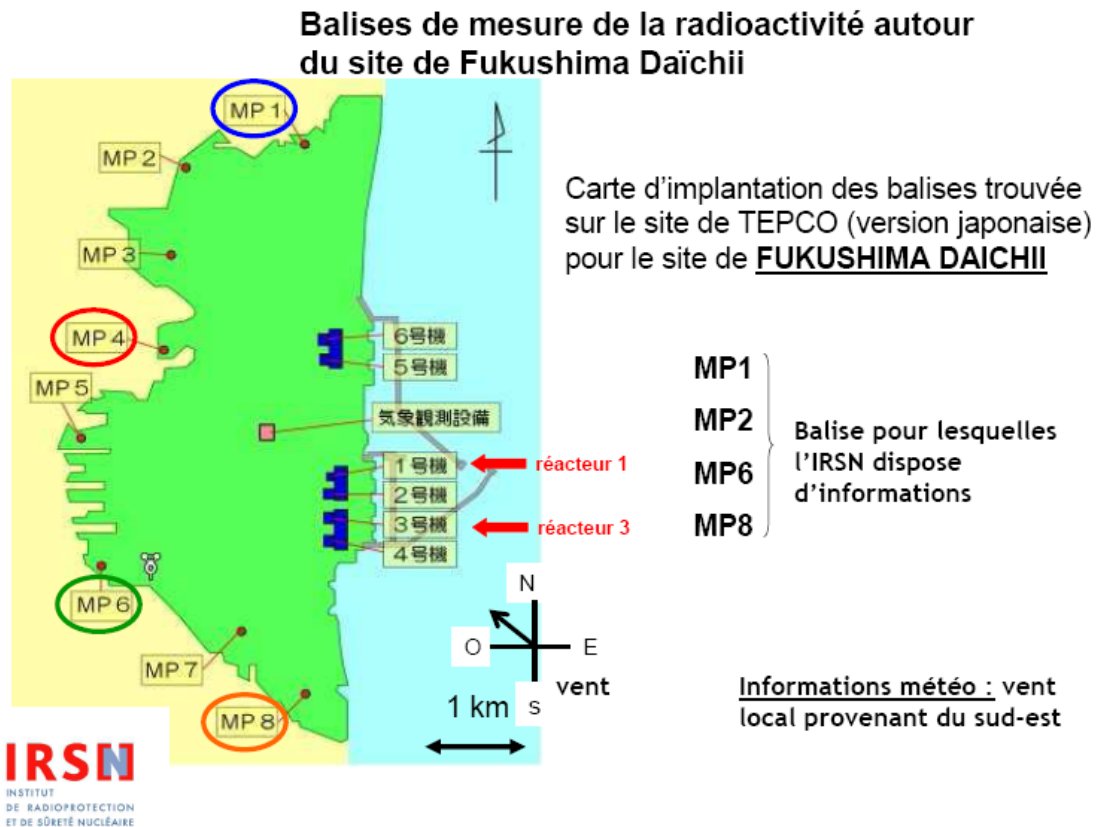 Balises de mesure de la radioactivité autour
du site de Fukushima Daïchii
MP 1
MP 2
MP 3
MP 4
MP 5
MP 6
MP 7
MP 8
6号機
5号機
気象観測設備
1号機
2号機
3号機
4号機
réacteur 1
réacteur 3
N
O
E
S
vent
1 km
Carte d'implantation des balises trouvée
sur le site de TEPCO (version japonaise)
pour le site de FUKUSHIMA DAICHII
MP1
MP2
MP6
MP8
Balise pour lesquelles
l'IRSN dispose
d'informations
Informations météo : vent
local provenant du sud-est
IRSN
INSTITUT
DE RADIOPROTECTION
ET DE SÛRETÉ NUCLÉAIRE